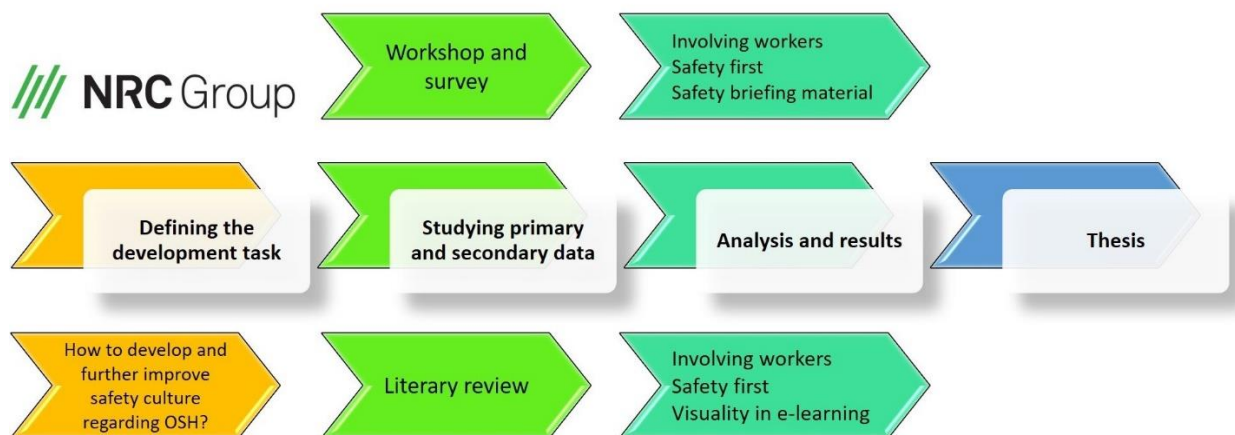 NRC Group
Workshop and
survey
Involving workers
Safety first
Safety briefing material
Defining the
development task
Studying primary
and secondary data
Analysis and results
Thesis
How to develop and
further improve
safety culture
regarding OSH?
Literary review
Involving workers
Safety first
Visuality in e-learning